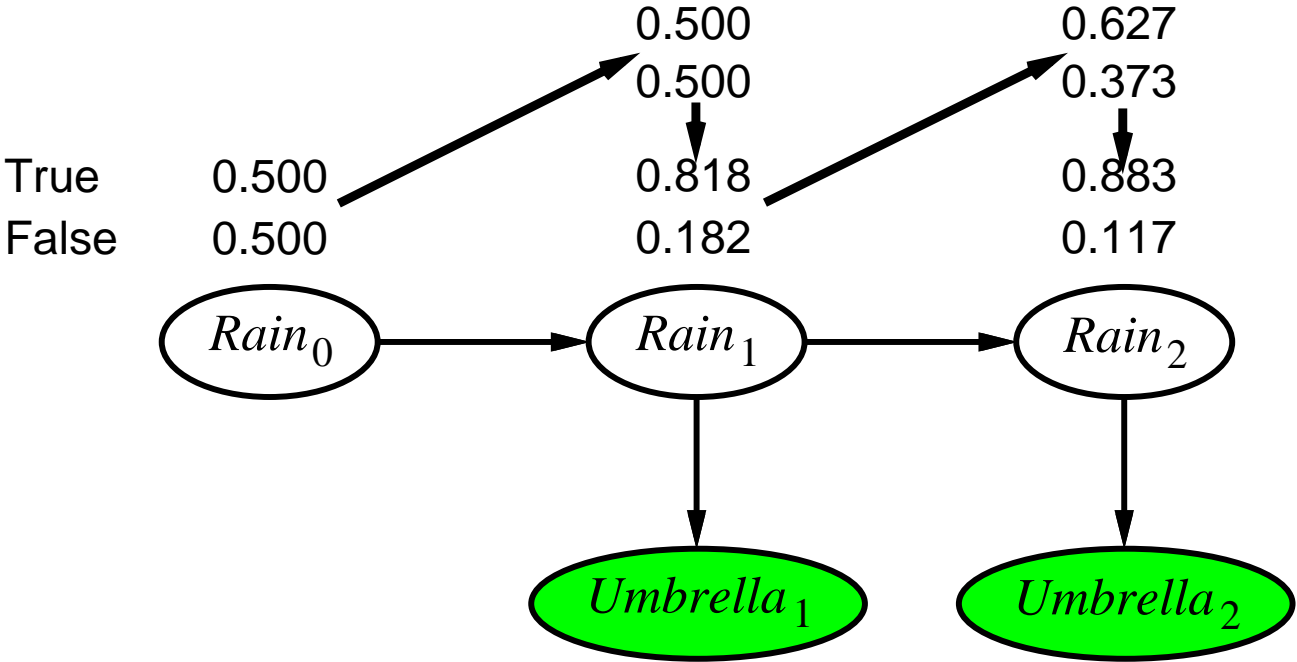 0.500 0.627
0.500 0.373
True 0.500 0.818 0.883
False 0.500 0.182 0.117
Rain0 Rain1 Rain2
Umbrella1 Umbrella2